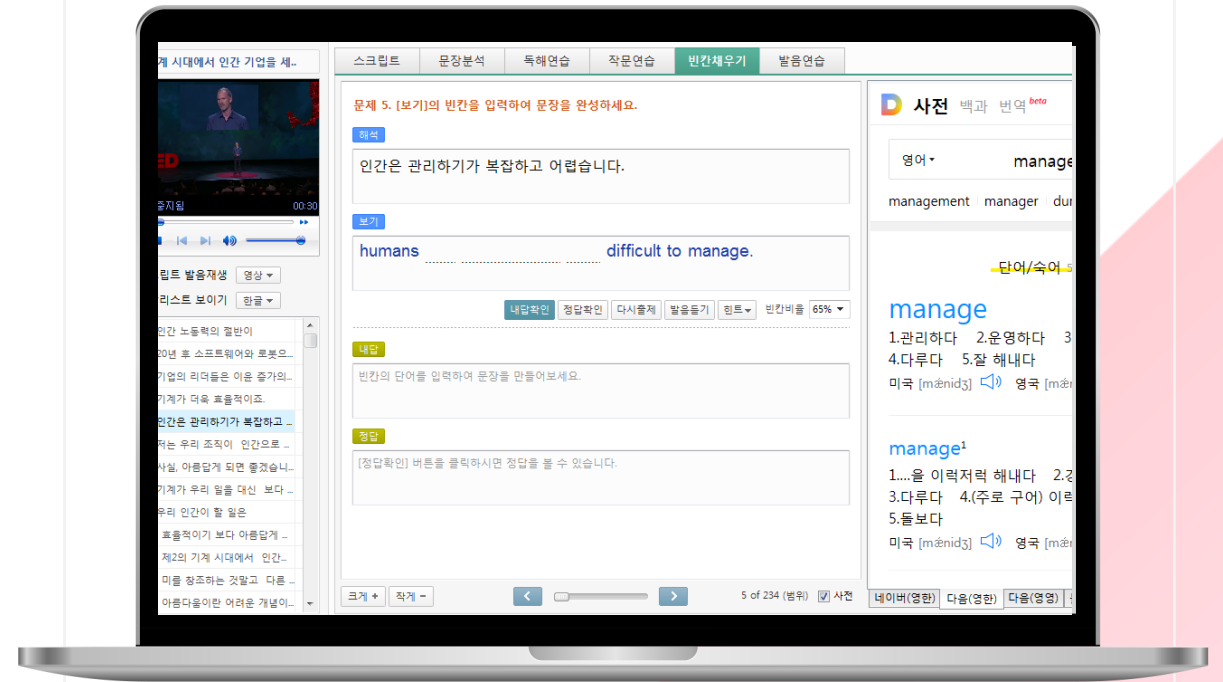 계 시대에서 인간 기업을 세..
중지됨 00:30
립트 발음재생 영상
리스트 보이기 한글
인간 노동력의 절반이
20년 후 소프트웨어와 로봇으...
기업의 리더들은 이윤 증가의...
기계가 더욱 효율적이죠.
인간은 관리하기가 복잡하고 ...
저는 우리 조직이 인간으로 ...
사실, 아름답게 되면 좋겠습니...
기계가 우리 일을 대신 보다 ...
우리 인간이 할 일은
효율적이기 보다 아름답게 ...
제2의 기계 시대에서 인간...
미를 창조하는 것말고 다른 ...
아름다움이란 어려운 개념이...
스크립트 문장분석 독해연습 작문연습 빈칸채우기 발음연습
문제 5. [보기]의 빈칸을 입력하여 문장을 완성하세요.
해석
인간은 관리하기가 복잡하고 어렵습니다.
보기
humans ........ .......................... ......... difficult to manage.
내답확인 정답확인 다시출제 발음듣기 힌트 빈칸비율 65%
내답
빈칸의 단어를 입력하여 문장을 만들어보세요.
정답
[정답확인] 버튼을 클릭하시면 정답을 볼 수 있습니다.
크게 + 작게 − < > 5 of 234 (범위) 사전
D 사전 백과 번역 beta
영어 manage
management manager du
단어/숙어
manage
1.관리하다 2.운영하다 3
4.다루다 5.잘 해내다
미국 [mǽnidʒ] 영국 [mæ
manage1
1....을 이럭저럭 해내다 2.
3.다루다 4.(주로 구어) 이럭
5.돌보다
미국 [mǽnidʒ] 영국 [mæ
네이버(영한) 다음(영한) 다음(영영)